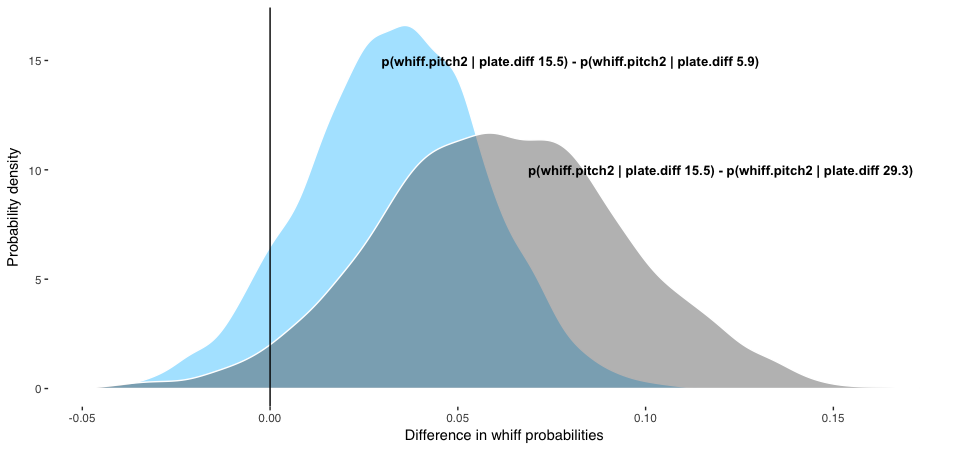 15
p(whiff.pitch2 | plate.diff 15.5) - p(whiff.pitch2 | plate.diff 5.9)
10
p(whiff.pitch2 | plate.diff 15.5) - p(whiff.pitch2 | plate.diff 29.3)
Probability density
5
0
-0.05 0.00 0.05 0.10 0.15
Difference in whiff probabilities